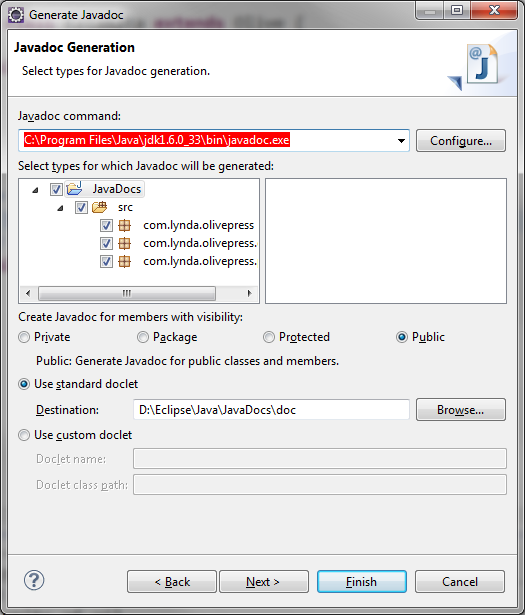 Generate Javadoc
Javadoc Generation
Select types for Javadoc generation.
Javadoc command:
C:\Program Files\Java\jdk1.6.0_33\bin\javadoc.exe
Configure...
Select types for which Javadoc will be generated:
JavaDocs
src
com.lynda.olivepress
com.lynda.olivepress.
com.lynda.olivepress.
Create Javadoc for members with visibility:
Private Package Protected Public
Public: Generate Javadoc for public classes and members.
Use standard doclet
Destination: D:\Eclipse\Java\JavaDocs\doc Browse...
Use custom doclet
Doclet name:
Doclet class path:
? < Back Next > Finish Cancel